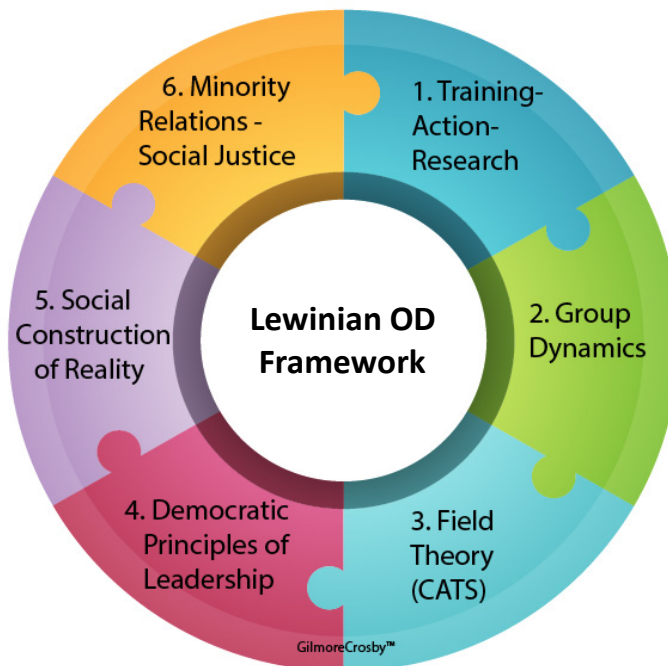 6. Minority
Relations -
Social Justice
1. Training-
Action-
Research
2. Group
Dynamics
3. Field
Theory
(CATS)
4. Democratic
Principles of
Leadership
5. Social
Construction
of Reality
Lewinian OD
Framework
GilmoreCrosby™